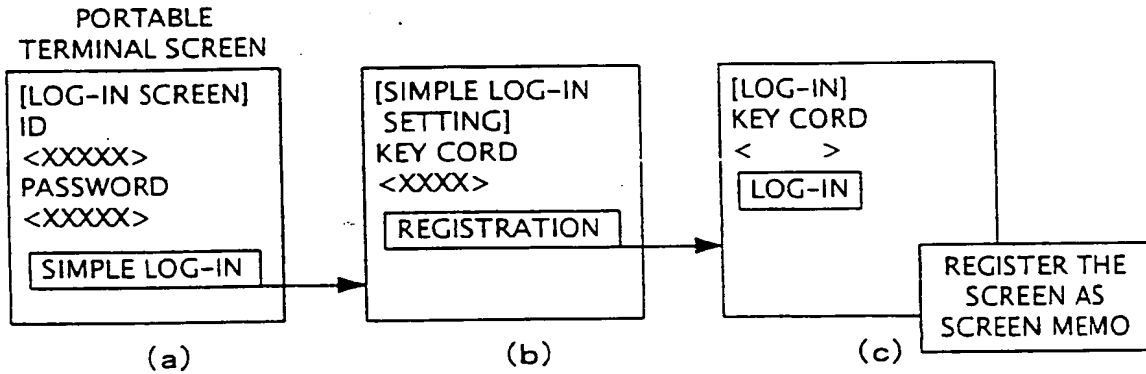 PORTABLE
TERMINAL SCREEN
[LOG-IN SCREEN]
ID
<XXXXX>
PASSWORD
<XXXXX>
SIMPLE LOG-IN
(a)
[SIMPLE LOG-IN
SETTING]
KEY CORD
<XXXX>
REGISTRATION
(b)
[LOG-IN]
KEY CORD
< >
LOG-IN
(c)
REGISTER THE
SCREEN AS
SCREEN MEMO